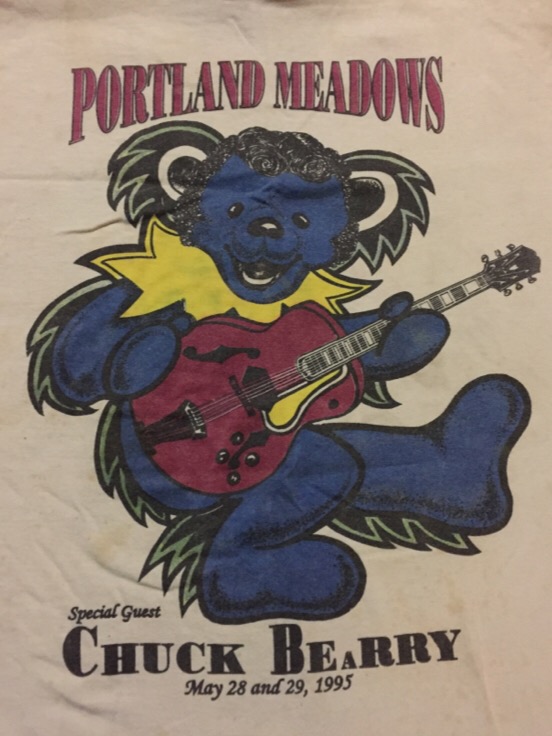 PORTLAND MEADOWS
Special Guest
CHUCK BEARRY
May 28 and 29, 1995